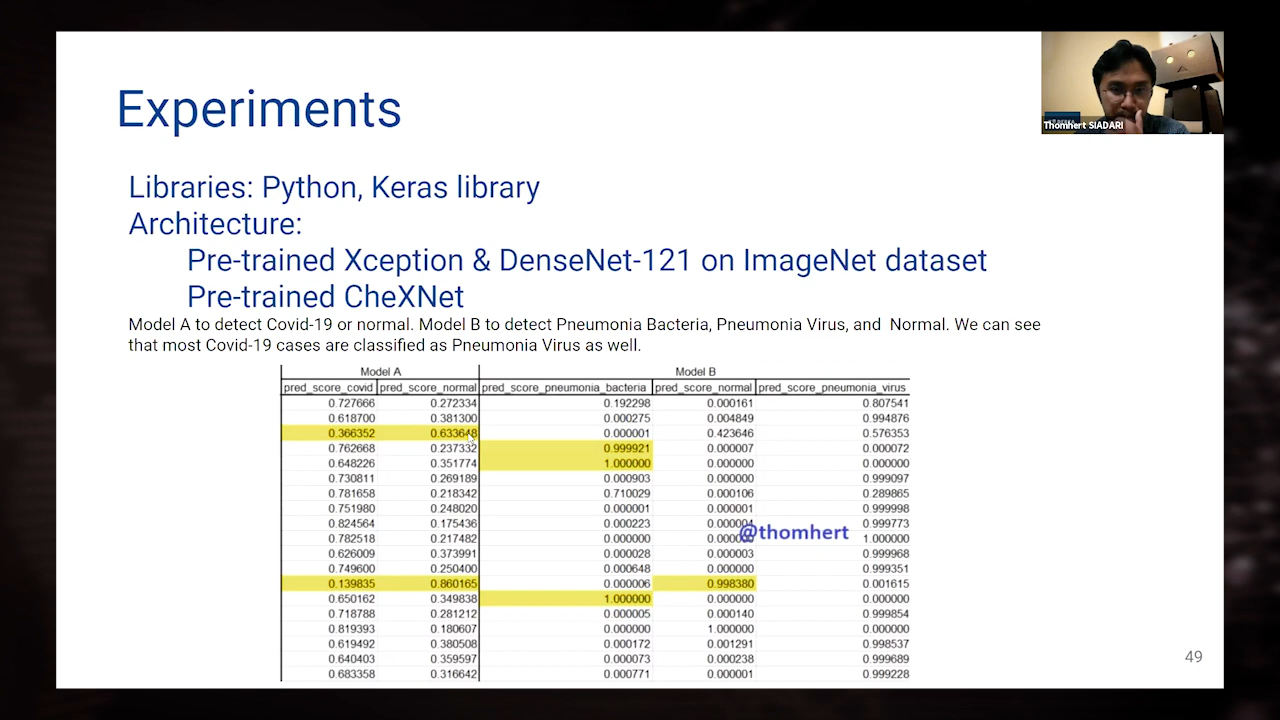 Experiments
Thomhert SIADARI
Libraries: Python, Keras library
Architecture:
Pre-trained Xception & DenseNet-121 on ImageNet dataset
Pre-trained CheXNet
Model A to detect Covid-19 or normal. Model B to detect Pneumonia Bacteria, Pneumonia Virus, and Normal. We can see
that most Covid-19 cases are classified as Pneumonia Virus as well.
Model A Model B
pred_score_covid pred_score_normal pred_score_pneumonia_bacteria pred_score_normal pred_score_pneumonia_virus
0.727666 0.272334 0.192298 0.000161 0.807541
0.618700 0.381300 0.000275 0.004849 0.994876
0.366352 0.633648 0.000001 0.423646 0.576353
0.762668 0.237332 0.999921 0.000007 0.000072
0.648226 0.351774 1.000000 0.000000 0.000000
0.730811 0.269189 0.000903 0.000000 0.999097
0.781658 0.218342 0.710029 0.000106 0.289865
0.751980 0.248020 0.000001 0.000001 0.999998
0.824564 0.175436 0.000223 0.000004 0.999773
@thomhert
0.782518 0.217482 0.000000 1.000000
0.626009 0.373991 0.000028 0.000003 0.999968
0.749600 0.250400 0.000648 0.000000 0.999351
0.139835 0.860165 0.000006 0.998380 0.001615
0.650162 0.349838 1.000000 0.000000 0.000000
0.718788 0.281212 0.000005 0.000140 0.999854
0.819393 0.180607 0.000000 1.000000 0.000000
0.619492 0.380508 0.000172 0.001291 0.998537
0.640403 0.359597 0.000073 0.000238 0.999689
0.683358 0.316642 0.000771 0.000001 0.999228
49